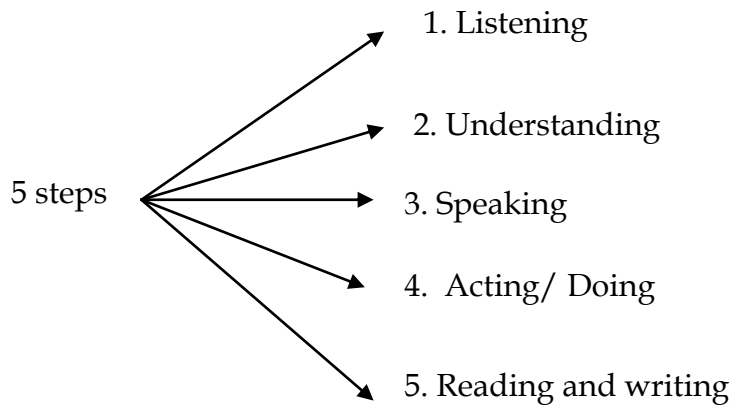 1. Listening
2. Understanding
5 steps
3. Speaking
4. Acting/ Doing
5. Reading and writing